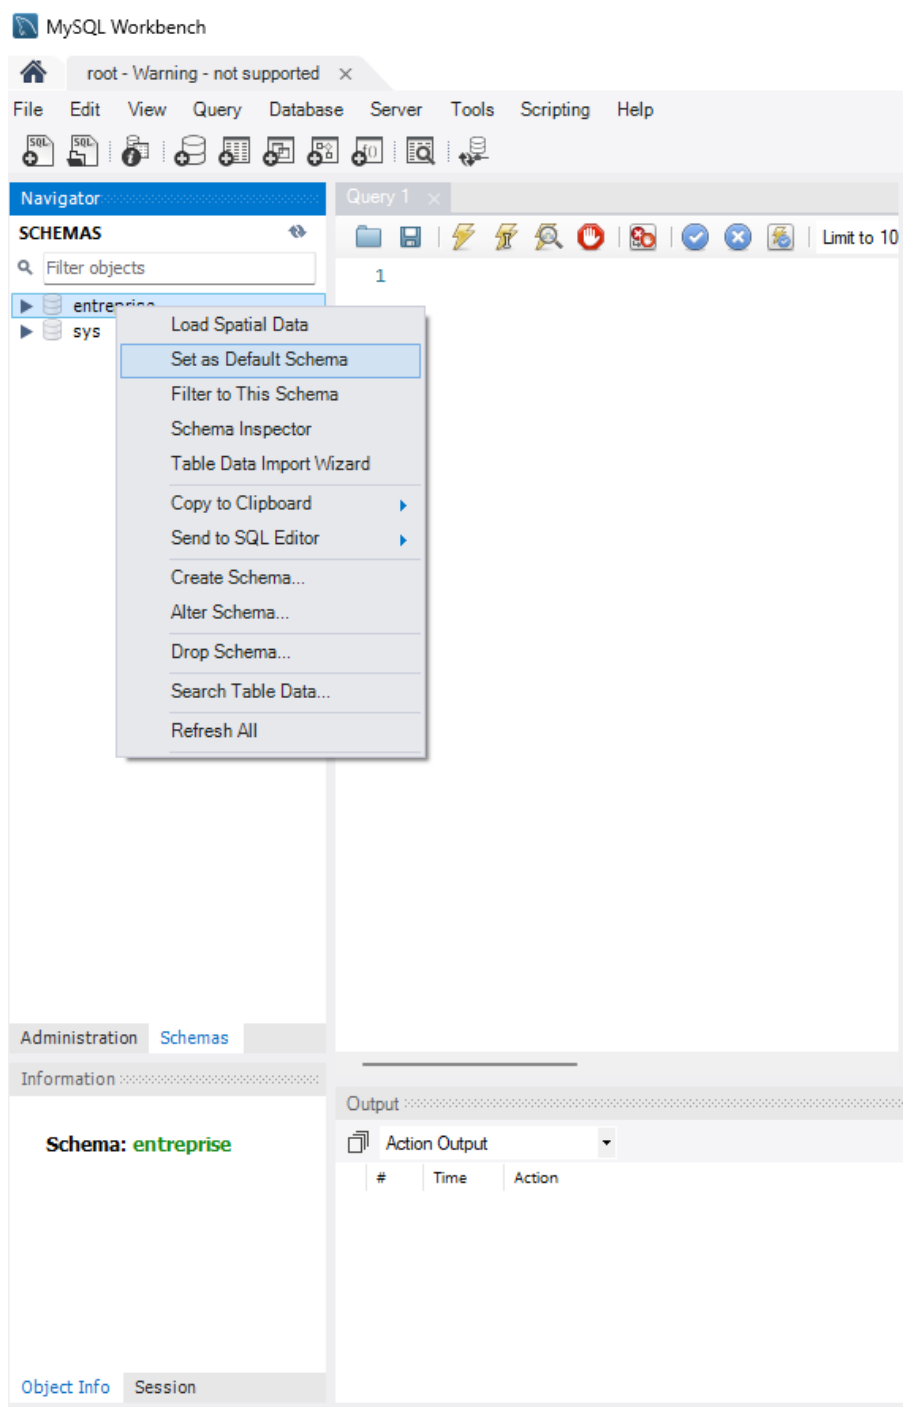 MySQL Workbench
root - Warning - not supported
File Edit View Query Database Server Tools Scripting Help
SQL SQL
Navigator
Query 1
SCHEMAS
Limit to 10
Filter objects
1
entreprise
sys
Load Spatial Data
Set as Default Schema
Filter to This Schema
Schema Inspector
Table Data Import Wizard
Copy to Clipboard
Send to SQL Editor
Create Schema...
Alter Schema...
Drop Schema...
Search Table Data...
Refresh All
Administration Schemas
Information
Schema: entreprise
Object Info Session
Output
Action Output
# Time Action